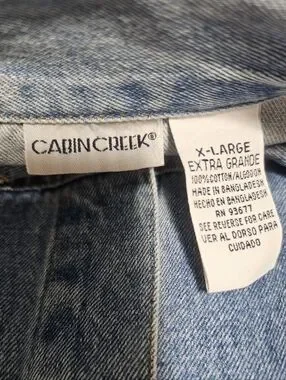 CABIN CREEK®
X-LARGE
EXTRA GRANDE
100%COTTON/ALGODON
MADE IN BANGLADESH
HECHO EN BANGLADESH
RN 93677
SEE REVERSE FOR CARE
VER AL DORSO PARA
CUIDADO